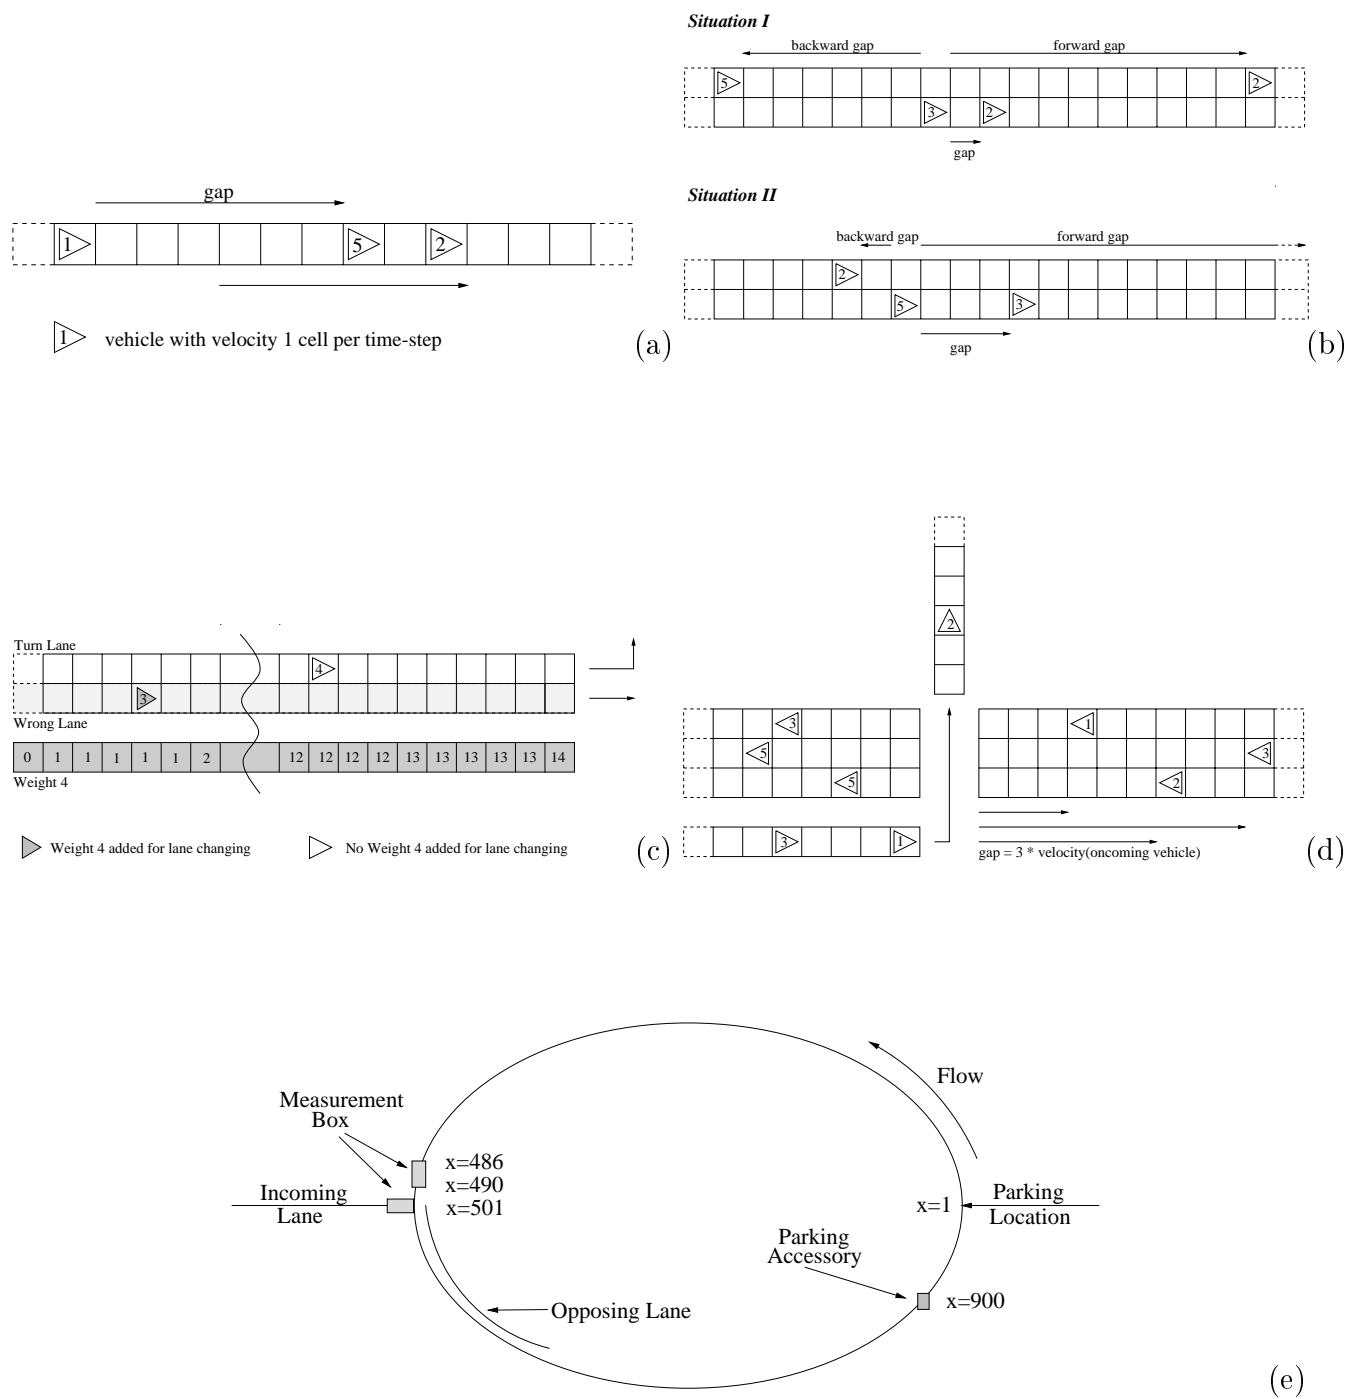 gap
1
5
2
1
vehicle with velocity 1 cell per time-step
(a)
Situation I
backward gap
forward gap
5
2
3
2
gap
Situation II
backward gap
forward gap
2
5
3
gap
(b)
Turn Lane
4
3
Wrong Lane
0 1 1 1 1 1 2 12 12 12 12 13 13 13 13 13 14
Weight 4
Weight 4 added for lane changing
No Weight 4 added for lane changing
(c)
2
3
5
5
1
3
2
3
1
gap = 3 * velocity(oncoming vehicle)
(d)
Flow
Measurement
Box
x=486
x=490
x=501
Incoming
Lane
x=1
Parking
Location
Parking
Accessory
x=900
Opposing Lane
(e)